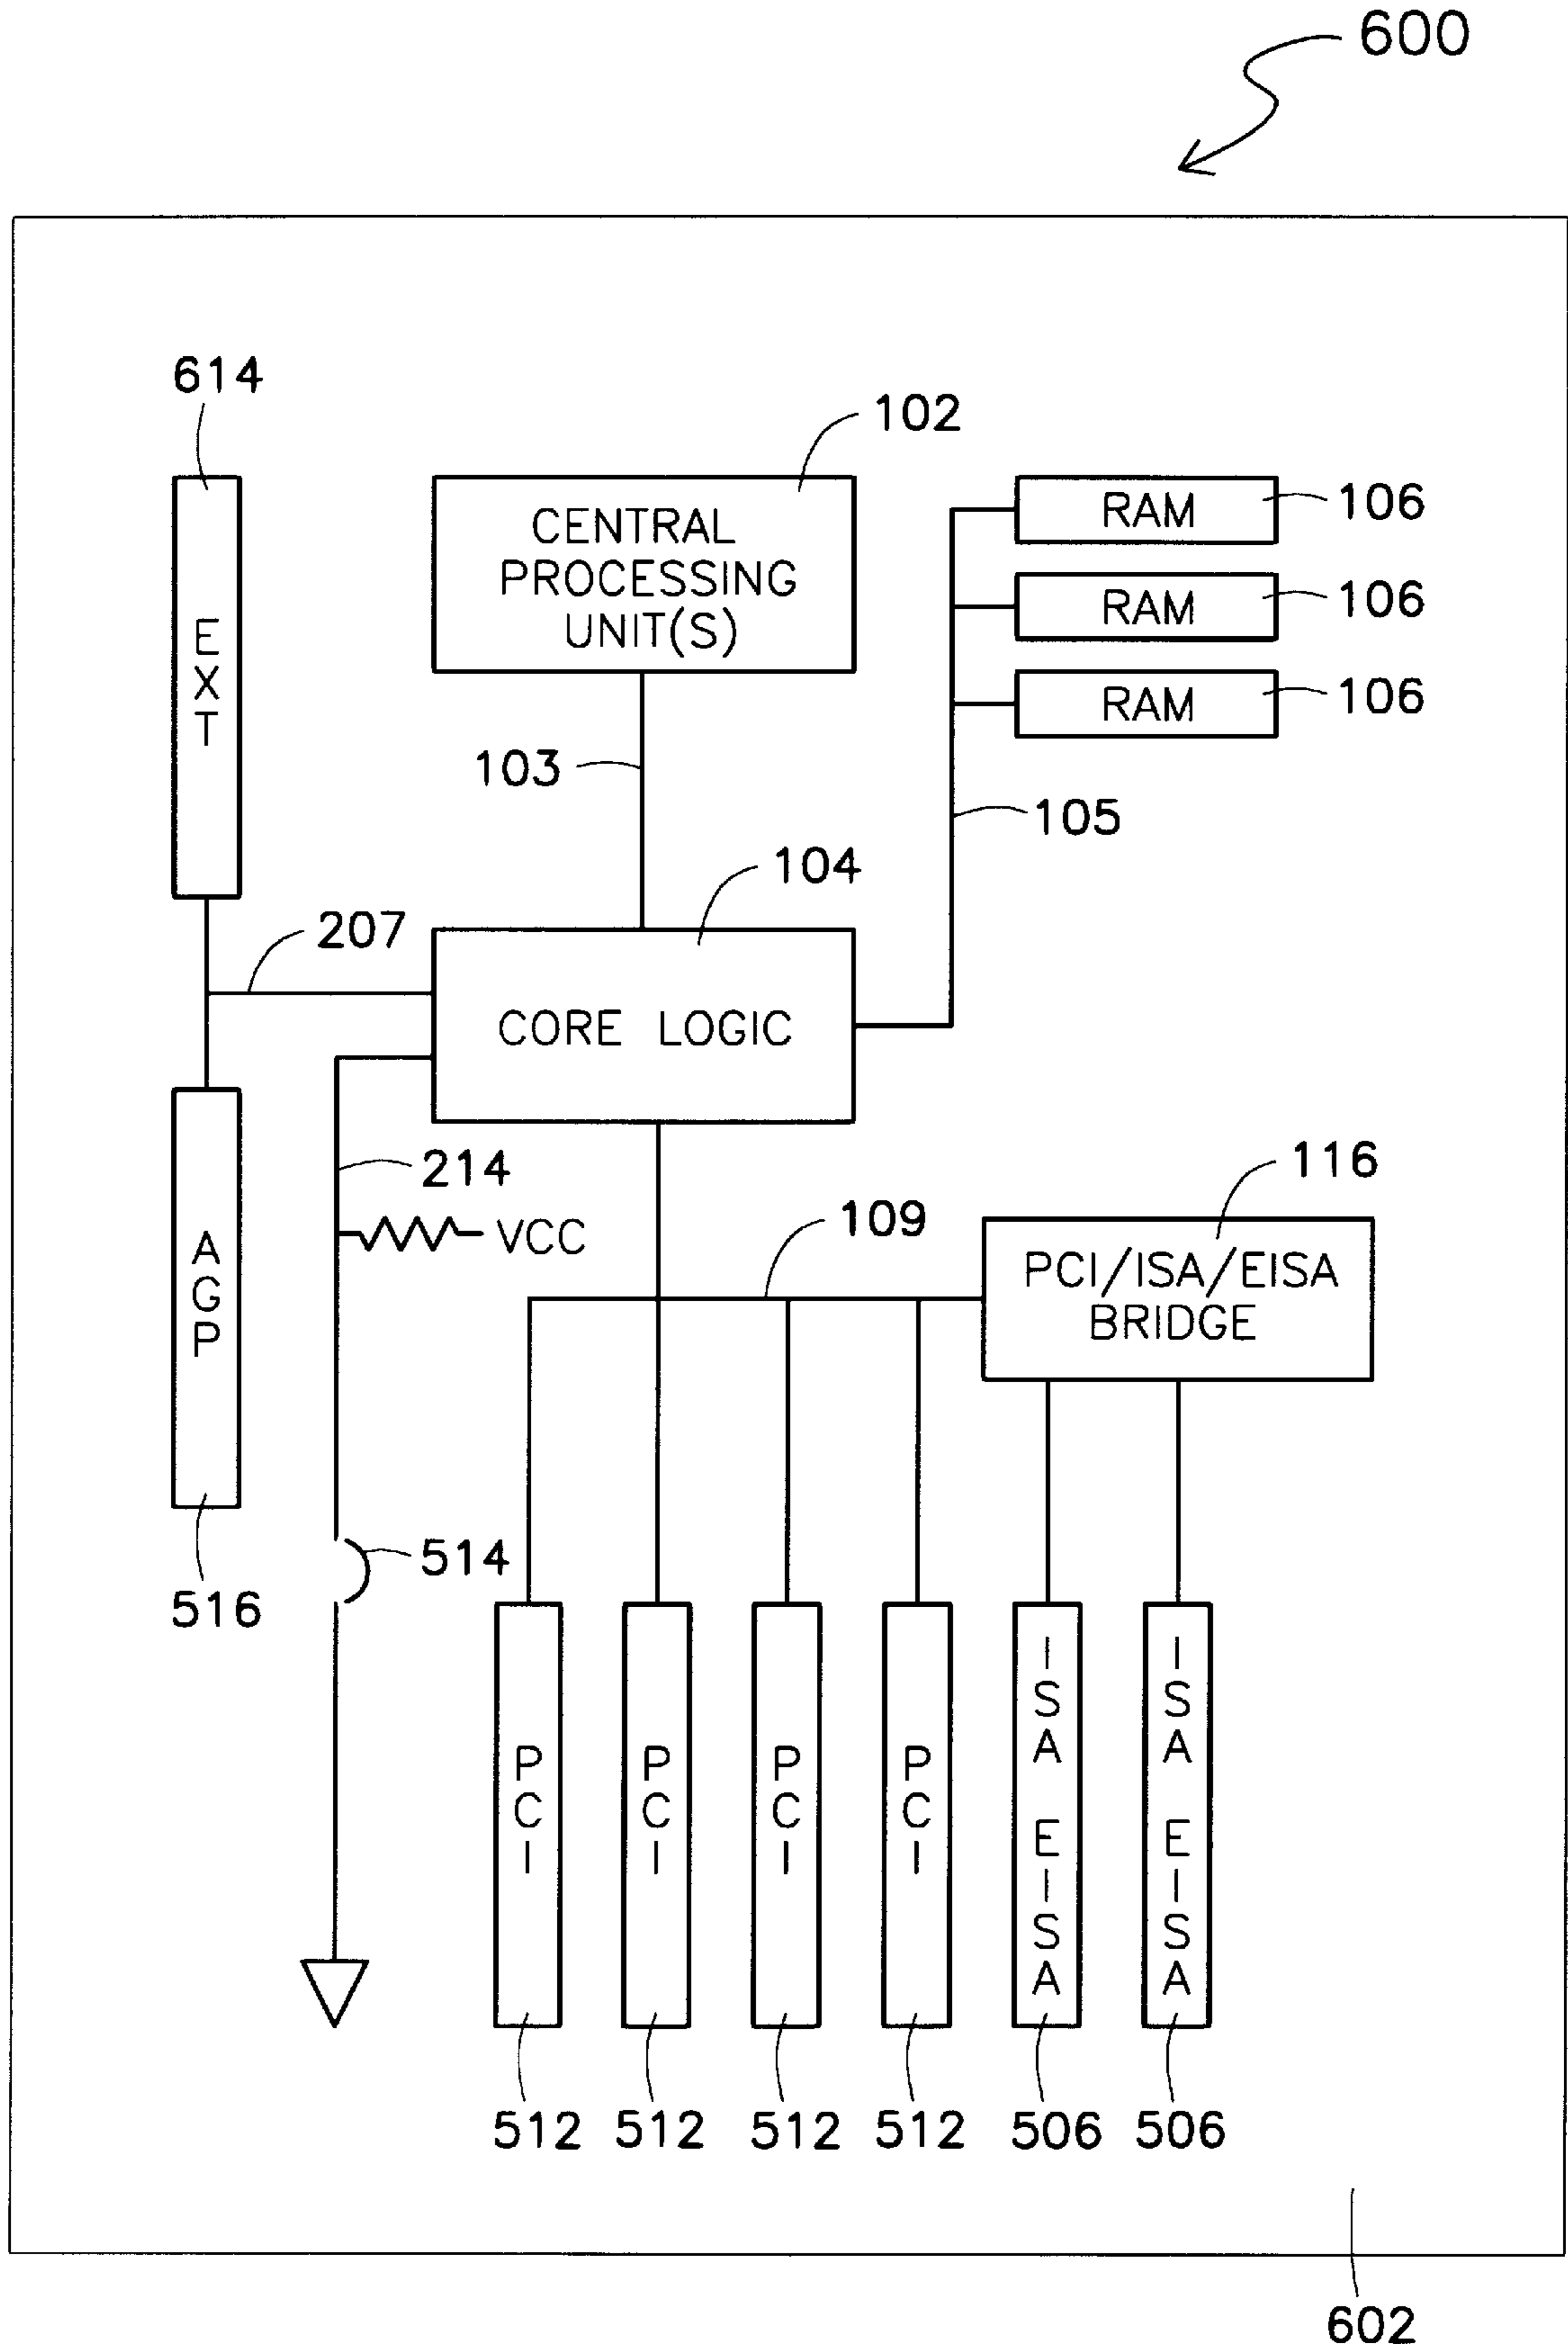 600
614
102
CENTRAL
PROCESSING
UNIT(S)
RAM
106
RAM
106
RAM
106
EXT
103
105
104
207
CORE LOGIC
214
VCC
116
109
PCI/ISA/EISA
BRIDGE
AGP
514
516
PCI
PCI
PCI
PCI
ISA EISA
ISA EISA
512
512
512
512
506
506
602